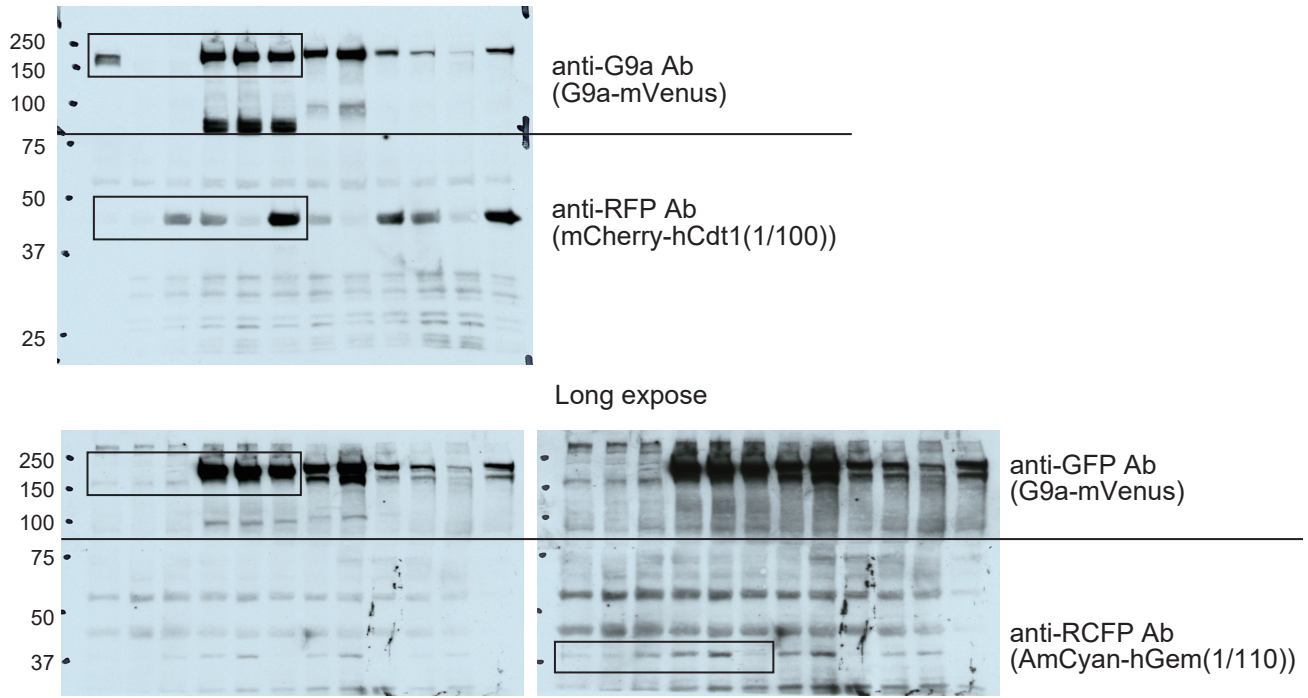 250
150
100
75
50
37
25
anti-G9a Ab
(G9a-mVenus)
anti-RFP Ab
(mCherry-hCdt1(1/100))
Long expose
250
150
100
75
50
37
anti-GFP Ab
(G9a-mVenus)
anti-RCFP Ab
(AmCyan-hGem(1/110))